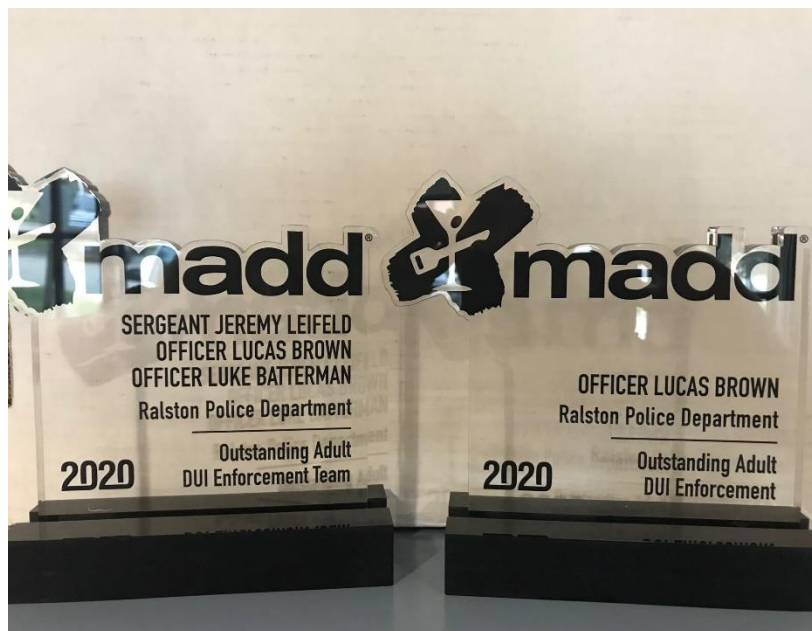 madd®
SERGEANT JEREMY LEIFELD
OFFICER LUCAS BROWN
OFFICER LUKE BATTERMAN
Ralston Police Department
Outstanding Adult
DUI Enforcement Team
2020
madd®
OFFICER LUCAS BROWN
Ralston Police Department
Outstanding Adult
DUI Enforcement
2020